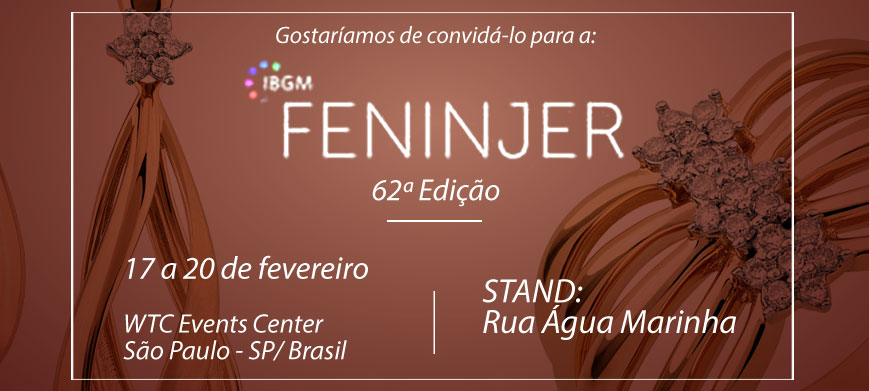 Gostaríamos de convidá-lo para a:
IBGM
FENINJER
62ª Edição
17 a 20 de fevereiro
WTC Events Center
São Paulo - SP/ Brasil
STAND:
Rua Água Marinha